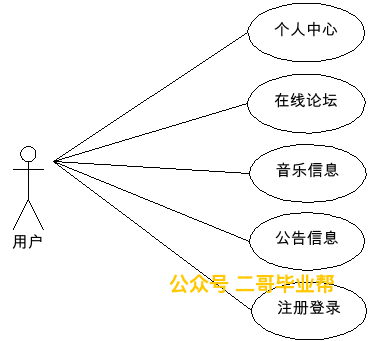 个人中心
在线论坛
音乐信息
用户
公告信息
公众号 二哥毕业帮
注册登录